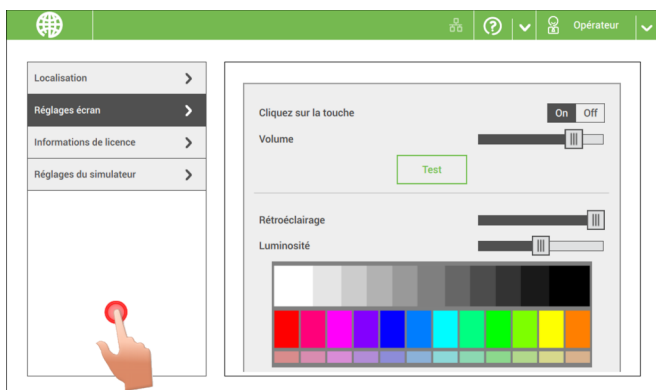 Opérateur
Localisation
Réglages écran
Informations de licence
Réglages du simulateur
Cliquez sur la touche
On Off
Volume
Test
Rétroéclairage
Luminosité